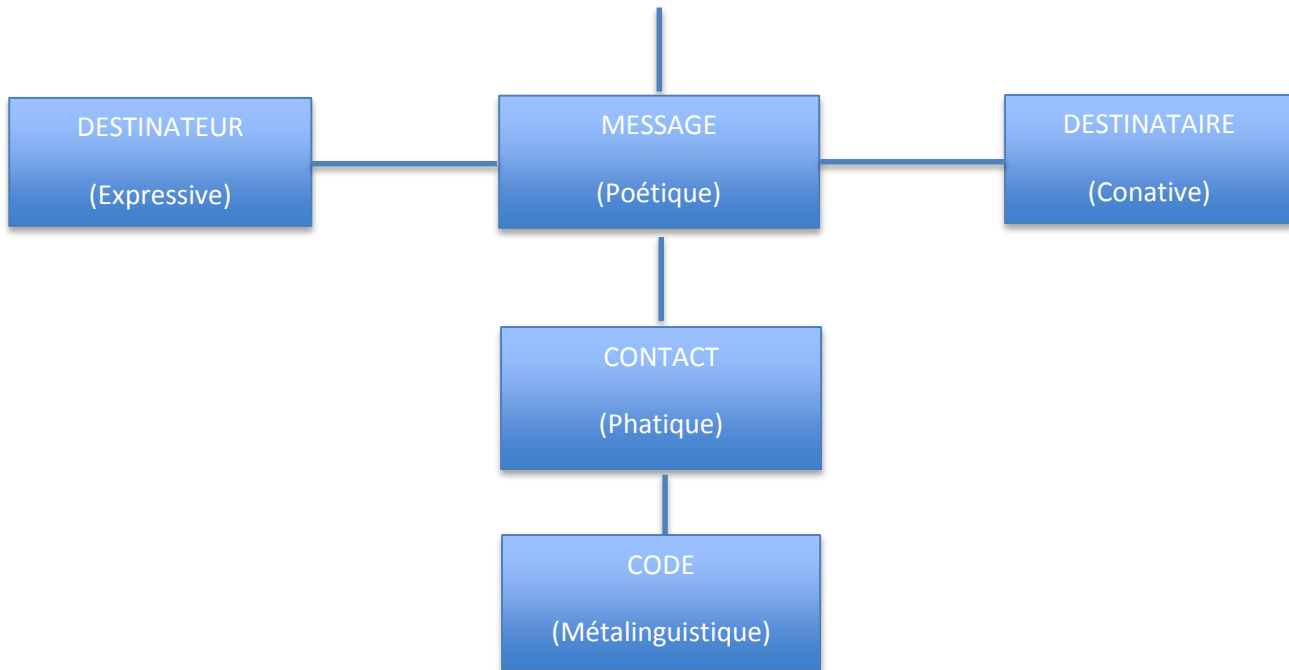 DESTINATEUR
(Expressive)
MESSAGE
(Poétique)
DESTINATAIRE
(Conative)
CONTACT
(Phatique)
CODE
(Métalinguistique)